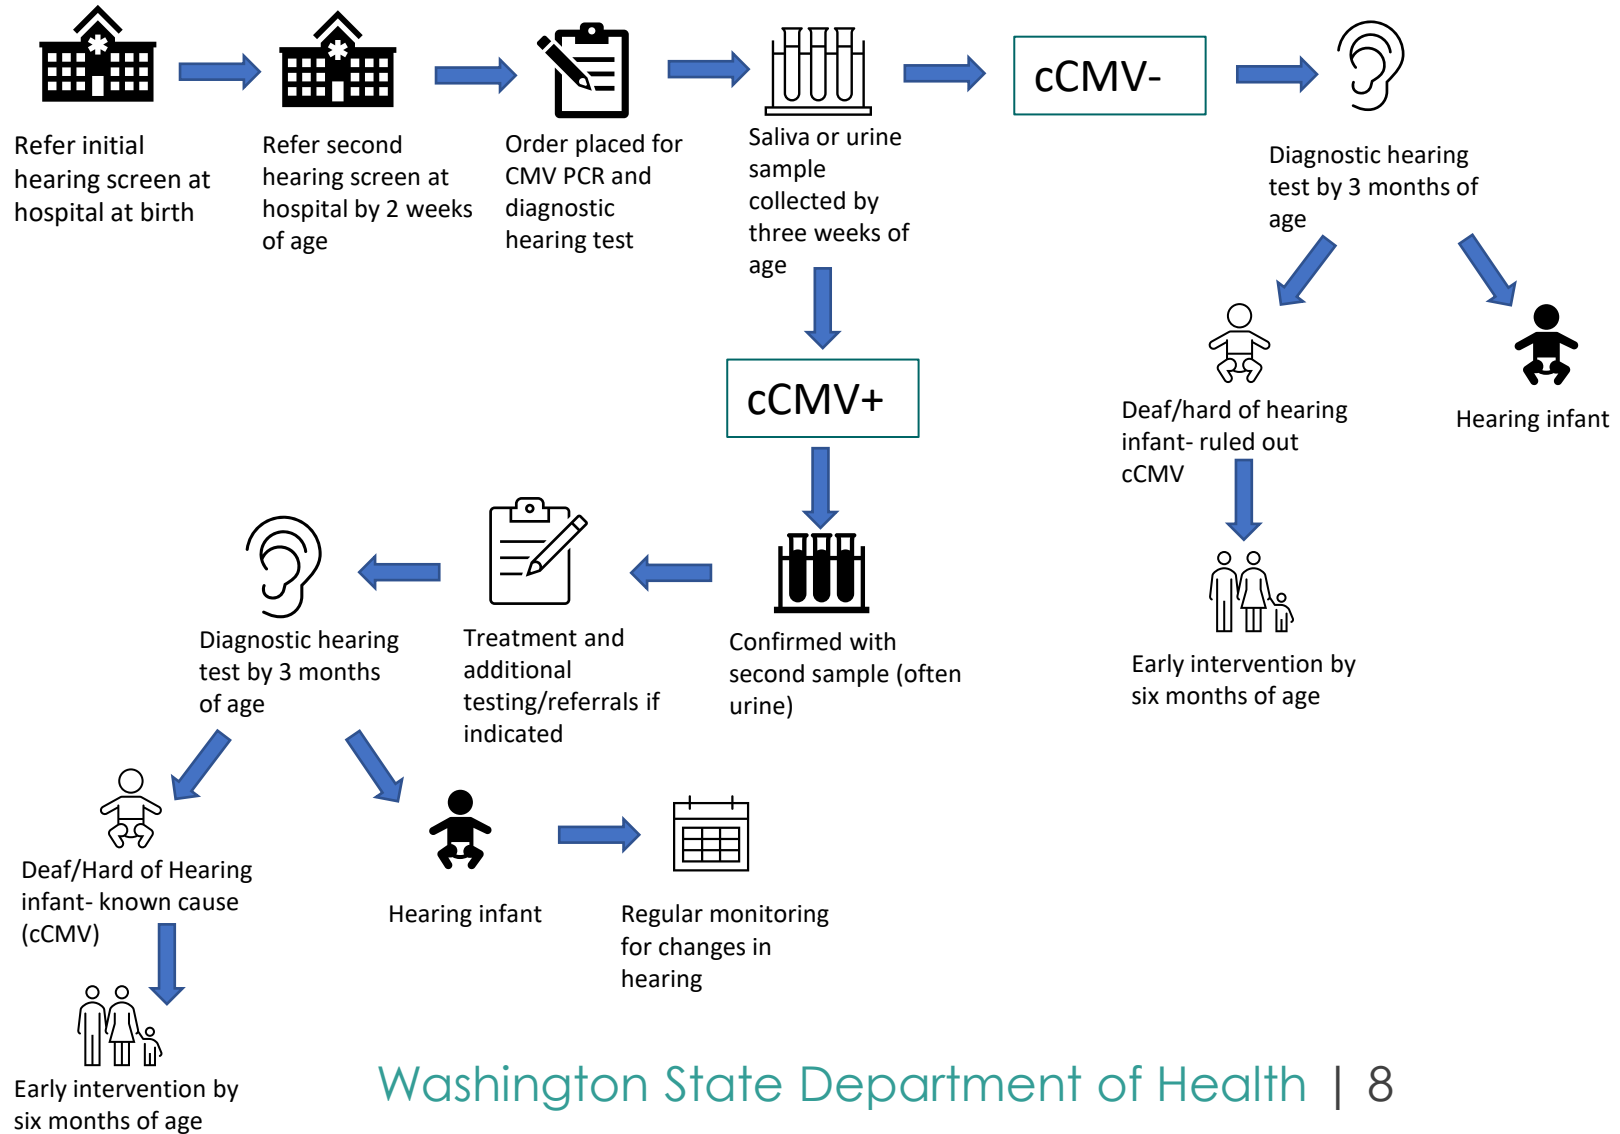 Refer initial
hearing screen at
hospital at birth
Refer second
hearing screen at
hospital by 2 weeks
of age
Order placed for
CMV PCR and
diagnostic
hearing test
Saliva or urine
sample
collected by
three weeks of
age
cCMV-
Diagnostic hearing
test by 3 months of
age
Deaf/hard of hearing
infant- ruled out
cCMV
Hearing infant
Early intervention by
six months of age
cCMV+
Confirmed with
second sample (often
urine)
Treatment and
additional
testing/referrals if
indicated
Diagnostic hearing
test by 3 months
of age
Deaf/Hard of Hearing
infant- known cause
(cCMV)
Hearing infant
Regular monitoring
for changes in
hearing
Early intervention by
six months of age
Washington State Department of Health | 8